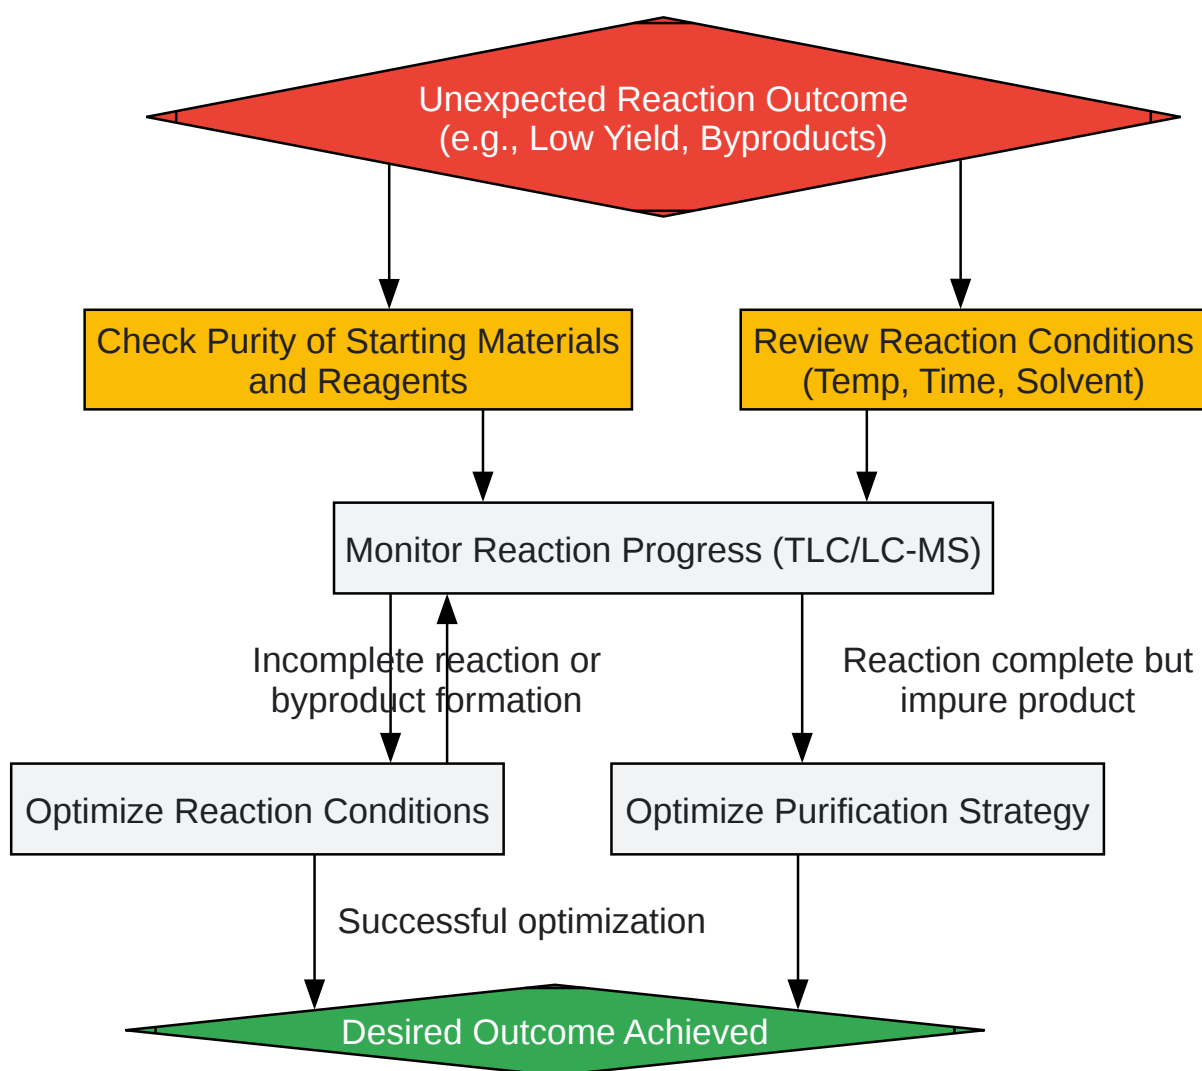 Unexpected Reaction Outcome
(e.g., Low Yield, Byproducts)
Check Purity of Starting Materials
and Reagents
Review Reaction Conditions
(Temp, Time, Solvent)
Monitor Reaction Progress (TLC/LC-MS)
Incomplete reaction or
byproduct formation
Reaction complete but
impure product
Optimize Reaction Conditions
Optimize Purification Strategy
Successful optimization
Desired Outcome Achieved